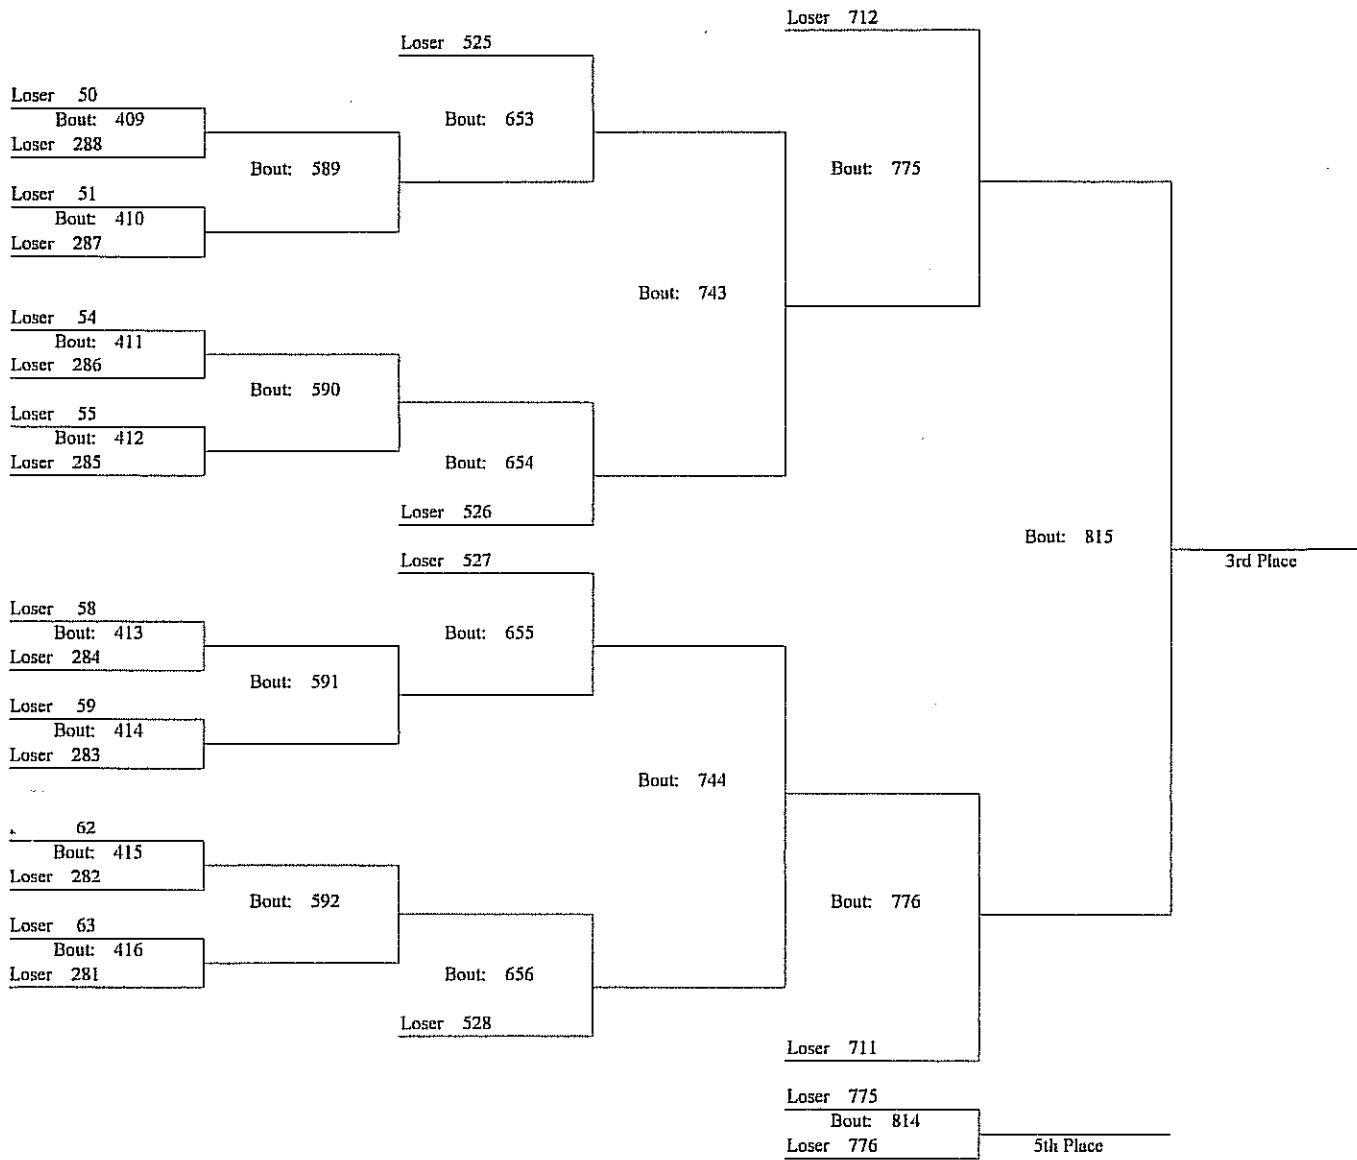 Loser 712
Loser 525
Loser 50
Bout: 409
Bout: 653
Loser 288
Bout: 589
Bout: 775
Loser 51
Bout: 410
Loser 287
Bout: 743
Loser 54
Bout: 411
Loser 286
Bout: 590
Loser 55
Bout: 412
Loser 285
Bout: 654
Loser 526
Bout: 815
Loser 527
3rd Place
Loser 58
Bout: 413
Bout: 655
Loser 284
Bout: 591
Loser 59
Bout: 414
Loser 283
Bout: 744
62
Bout: 415
Loser 282
Bout: 592
Bout: 776
Loser 63
Bout: 416
Loser 281
Bout: 656
Loser 528
Loser 711
Loser 775
Bout: 814
Loser 776
5th Place